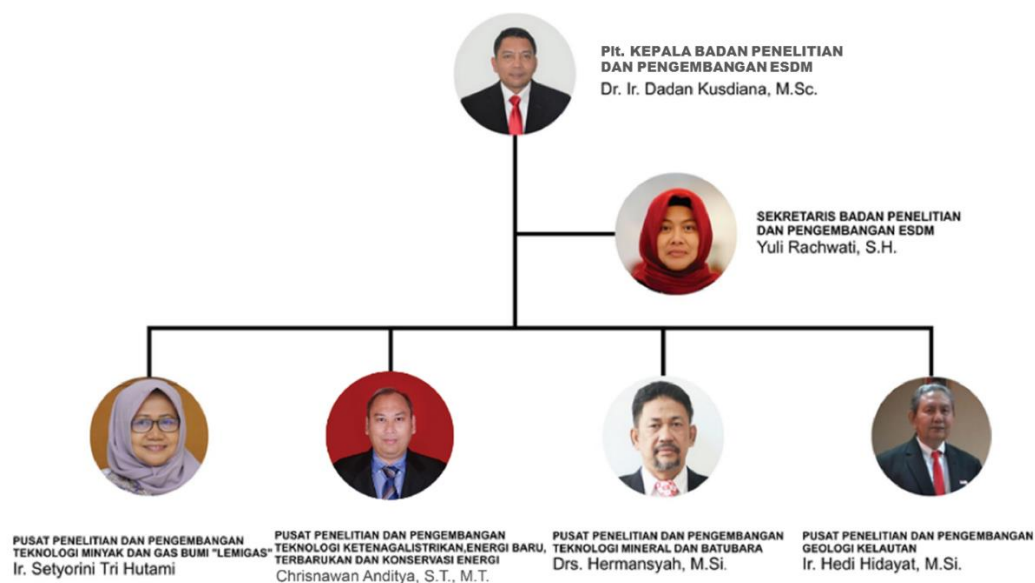 Plt. KEPALA BADAN PENELITIAN
DAN PENGEMBANGAN ESDM
Dr. Ir. Dadan Kusdiana, M.Sc.
SEKRETARIS BADAN PENELITIAN
DAN PENGEMBANGAN ESDM
Yuli Rachwati, S.H.
PUSAT PENELITIAN DAN PENGEMBANGAN
TEKNOLOGI MINYAK DAN GAS BUMI "LEMIGAS"
Ir. Setyorini Tri Hutami
PUSAT PENELITIAN DAN PENGEMBANGAN
TEKNOLOGI KETENAGALISTRIKAN,ENERGI BARU,
TERBARUKAN DAN KONSERVASI ENERGI
Chrisnawan Anditya, S.T., M.T.
PUSAT PENELITIAN DAN PENGEMBANGAN
TEKNOLOGI MINERAL DAN BATUBARA
Drs. Hermansyah, M.Si.
PUSAT PENELITIAN DAN PENGEMBANGAN
GEOLOGI KELAUTAN
Ir. Hedi Hidayat, M.Si.